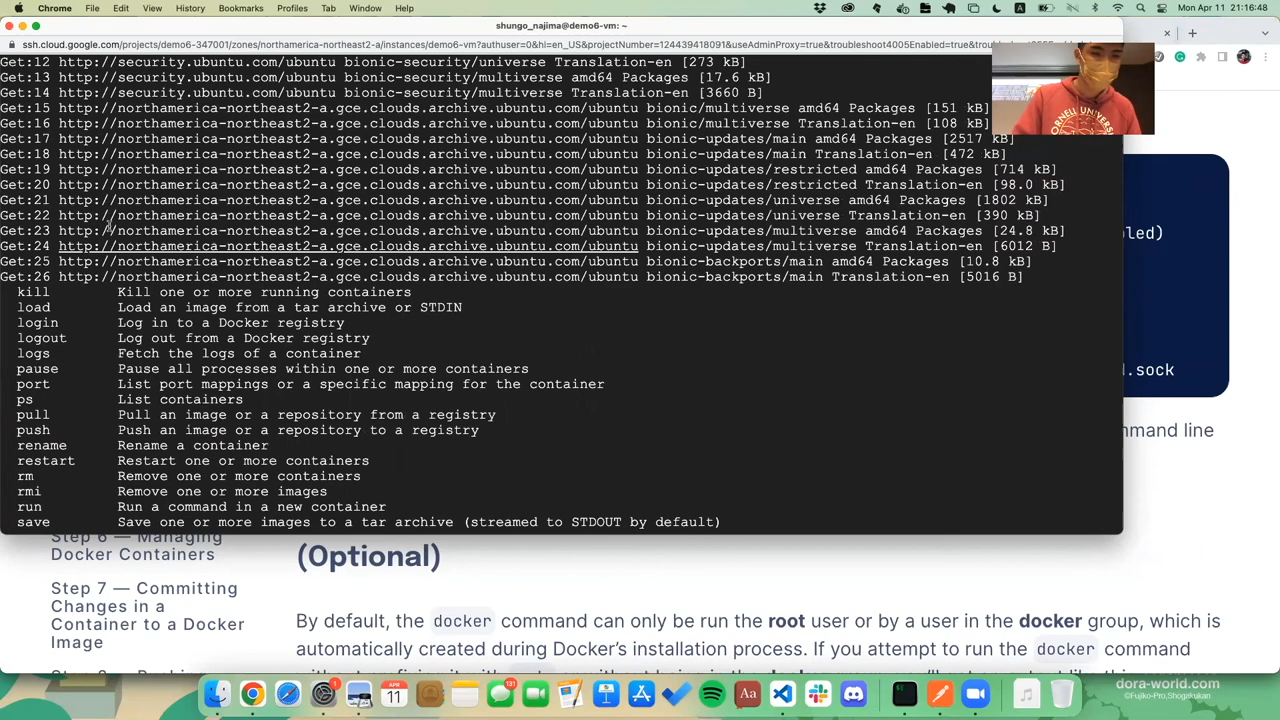 Chrome File Edit View History Bookmarks Profiles Tab Window Help
Mon Apr 11 21:16:48
shungo_najima@demo6-vm: ~
ssh.cloud.google.com/projects/demo6-347001/zones/northamerica-northeast2-a/instances/demo6-vm?authuser=0&hl=en_US&projectNumber=124439418091&useAdminProxy=true&troubleshoot4005Enabled=true&troubleshoot255Enabled=
Get:12 http://security.ubuntu.com/ubuntu bionic-security/universe Translation-en [273 kB]
Get:13 http://security.ubuntu.com/ubuntu bionic-security/multiverse amd64 Packages [17.6 kB]
Get:14 http://security.ubuntu.com/ubuntu bionic-security/multiverse Translation-en [3660 B]
Get:15 http://northamerica-northeast2-a.gce.clouds.archive.ubuntu.com/ubuntu bionic/multiverse amd64 Packages [151 kB]
Get:16 http://northamerica-northeast2-a.gce.clouds.archive.ubuntu.com/ubuntu bionic/multiverse Translation-en [108 kB]
Get:17 http://northamerica-northeast2-a.gce.clouds.archive.ubuntu.com/ubuntu bionic-updates/main amd64 Packages [2517 kB]
Get:18 http://northamerica-northeast2-a.gce.clouds.archive.ubuntu.com/ubuntu bionic-updates/main Translation-en [472 kB]
Get:19 http://northamerica-northeast2-a.gce.clouds.archive.ubuntu.com/ubuntu bionic-updates/restricted amd64 Packages [714 kB]
Get:20 http://northamerica-northeast2-a.gce.clouds.archive.ubuntu.com/ubuntu bionic-updates/restricted Translation-en [98.0 kB]
Get:21 http://northamerica-northeast2-a.gce.clouds.archive.ubuntu.com/ubuntu bionic-updates/universe amd64 Packages [1802 kB]
Get:22 http://northamerica-northeast2-a.gce.clouds.archive.ubuntu.com/ubuntu bionic-updates/universe Translation-en [390 kB]
Get:23 http://northamerica-northeast2-a.gce.clouds.archive.ubuntu.com/ubuntu bionic-updates/multiverse amd64 Packages [24.8 kB]
Get:24 http://northamerica-northeast2-a.gce.clouds.archive.ubuntu.com/ubuntu bionic-updates/multiverse Translation-en [6012 B]
Get:25 http://northamerica-northeast2-a.gce.clouds.archive.ubuntu.com/ubuntu bionic-backports/main amd64 Packages [10.8 kB]
Get:26 http://northamerica-northeast2-a.gce.clouds.archive.ubuntu.com/ubuntu bionic-backports/main Translation-en [5016 B]
kill Kill one or more running containers
load Load an image from a tar archive or STDIN
login Log in to a Docker registry
logout Log out from a Docker registry
logs Fetch the logs of a container
pause Pause all processes within one or more containers
port List port mappings or a specific mapping for the container
ps List containers
pull Pull an image or a repository from a registry
push Push an image or a repository to a registry
rename Rename a container
restart Restart one or more containers
rm Remove one or more containers
rmi Remove one or more images
run Run a command in a new container
save Save one or more images to a tar archive (streamed to STDOUT by default)
led)
d.sock
mmand line
Step 6 — Managing
Docker Containers
Step 7 — Committing
Changes in a
Container to a Docker
Image
(Optional)
By default, the docker command can only be run the root user or by a user in the docker group, which is
automatically created during Docker's installation process. If you attempt to run the docker command
CORNELL
APR
11
131
Aa
dora-world.com
©Fujiko-Pro,Shogakukan